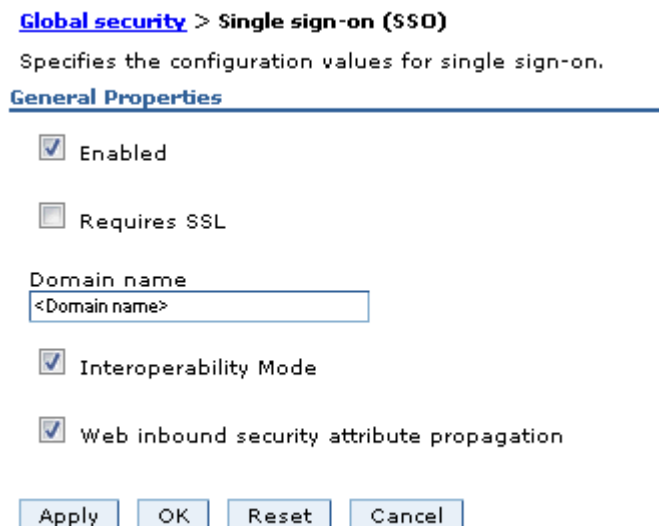 Global security > Single sign-on (SSO)
Specifies the configuration values for single sign-on.
General Properties
Enabled
Requires SSL
Domain name
<Domain name>
Interoperability Mode
Web inbound security attribute propagation
Apply OK Reset Cancel